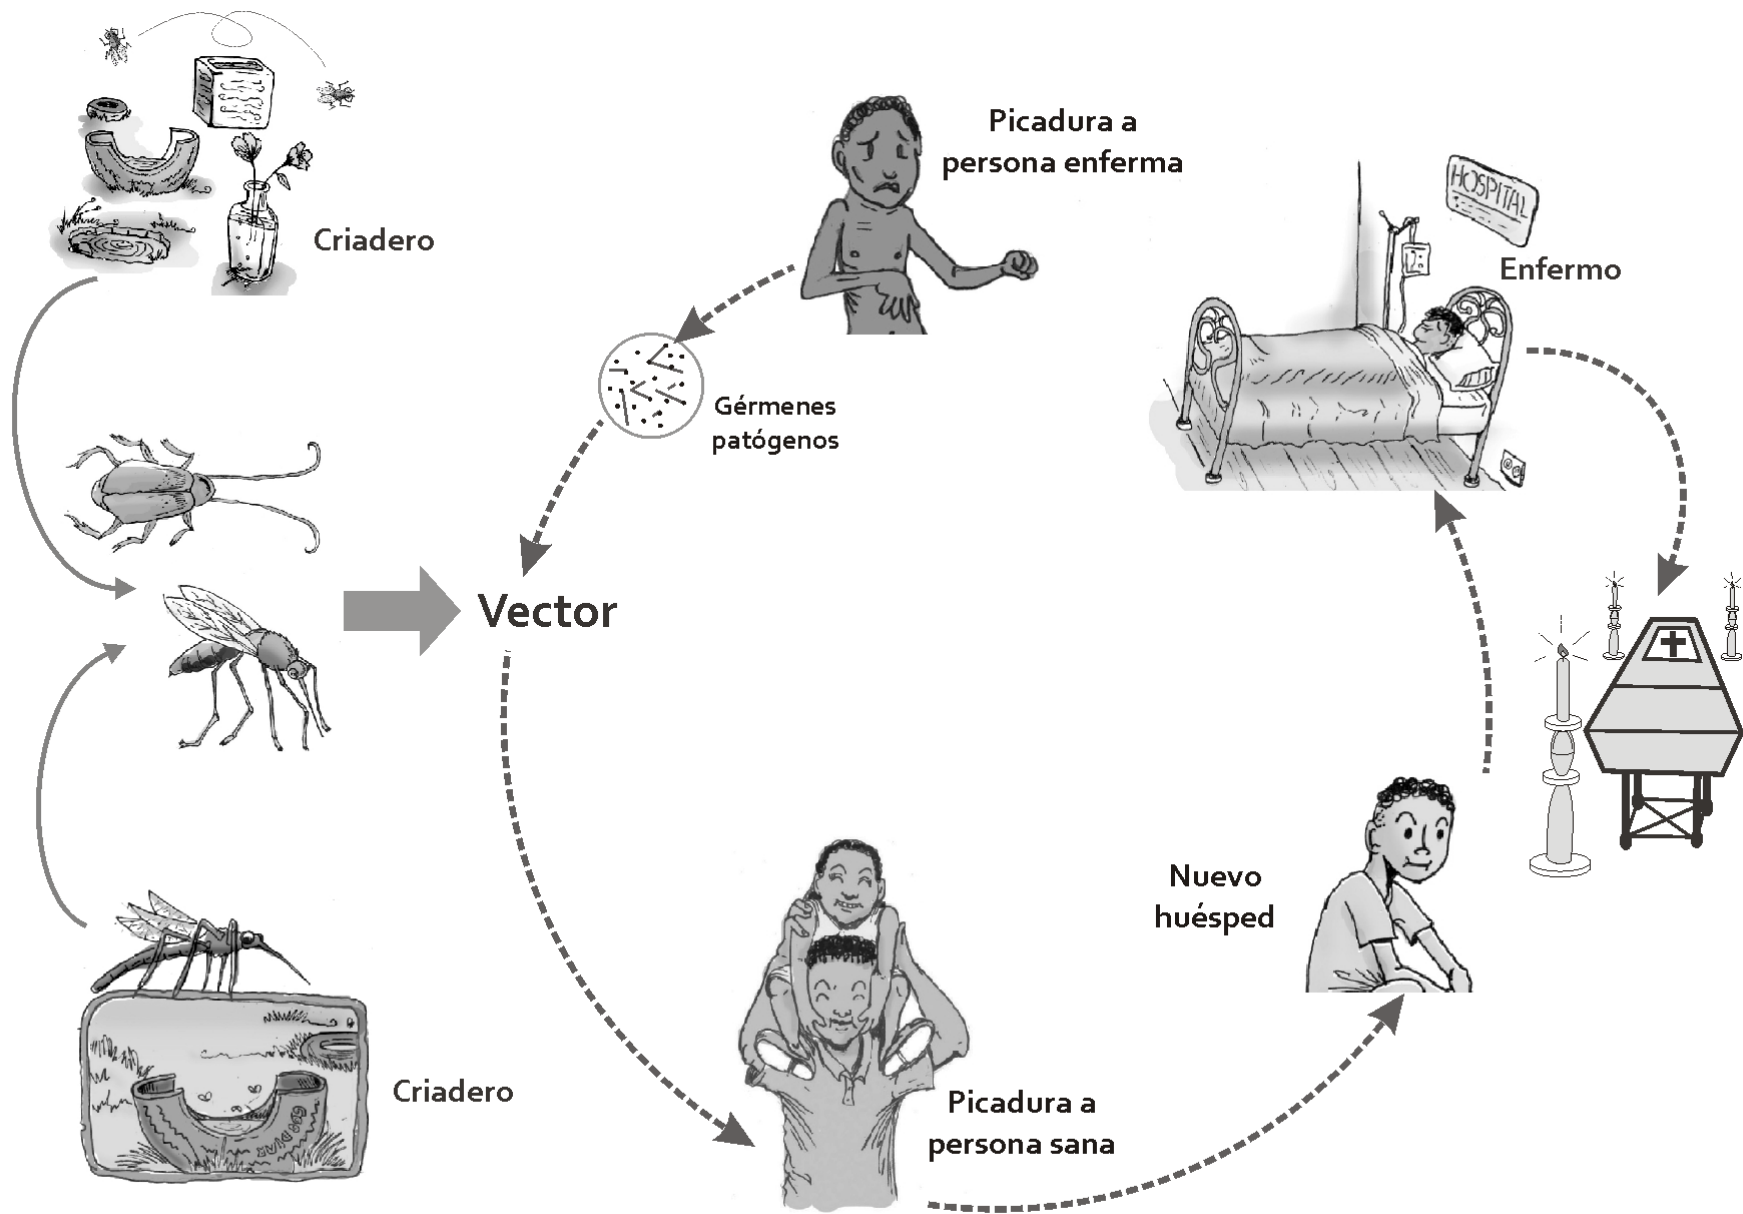 Criadero
Picadura a
persona enferma
HOSPITAL
Enfermo
Gérmenes
patógenos
Vector
Nuevo
huésped
Criadero
Picadura a
persona sana